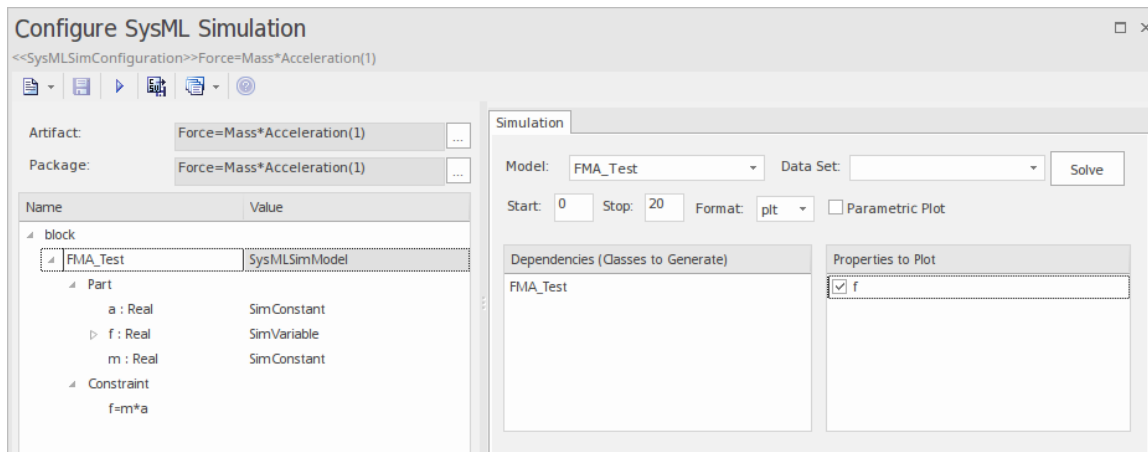 Configure SysML Simulation
<<SysMLSimConfiguration>>Force=Mass*Acceleration(1)
Artifact: Force=Mass*Acceleration(1) ...
Package: Force=Mass*Acceleration(1) ...
Name Value
block
FMA_Test SysMLSimModel
Part
a : Real SimConstant
f : Real SimVariable
m : Real SimConstant
Constraint
f=m*a
Simulation
Model: FMA_Test Data Set: Solve
Start: 0 Stop: 20 Format: plt Parametric Plot
Dependencies (Classes to Generate)
FMA_Test
Properties to Plot
f